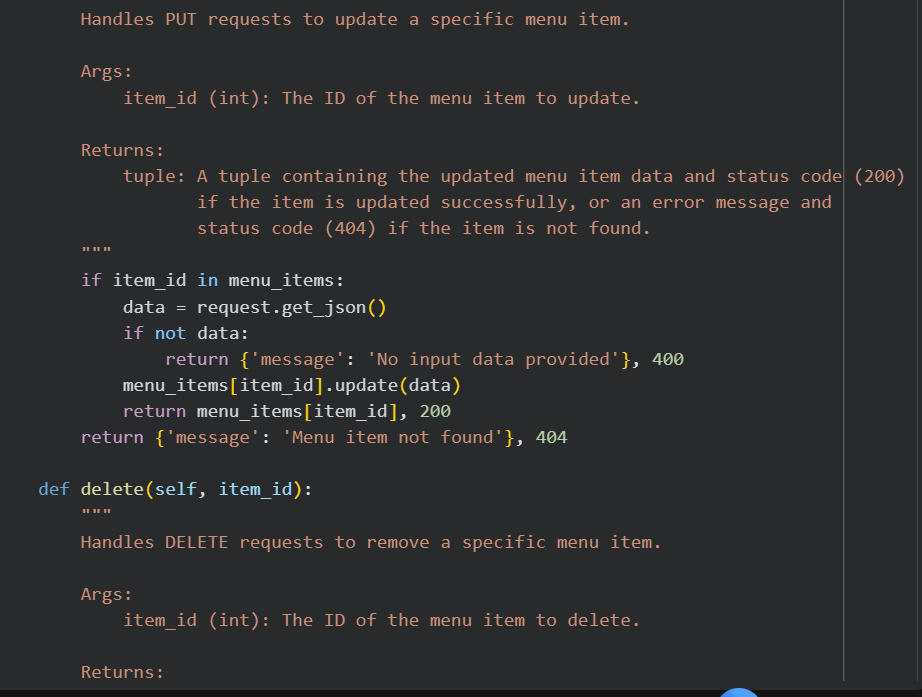 Handles PUT requests to update a specific menu item.
Args:
item_id (int): The ID of the menu item to update.
Returns:
tuple: A tuple containing the updated menu item data and status code (200)
if the item is updated successfully, or an error message and
status code (404) if the item is not found.
"""
if item_id in menu_items:
data = request.get_json()
if not data:
return {'message': 'No input data provided'}, 400
menu_items[item_id].update(data)
return menu_items[item_id], 200
return {'message': 'Menu item not found'}, 404
def delete(self, item_id):
"""
Handles DELETE requests to remove a specific menu item.
Args:
item_id (int): The ID of the menu item to delete.
Returns: